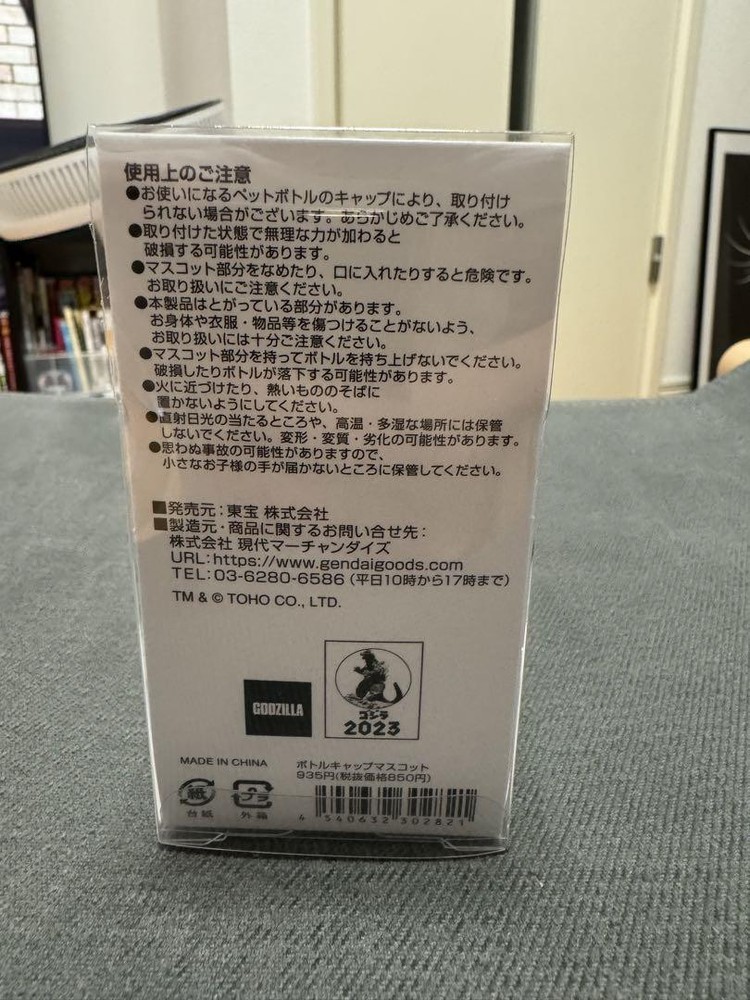 使用上のご注意
●お使いになるペットボトルのキャップにより、取り付け
られない場合がございます。あらかじめご了承ください。
●取り付けた状態で無理な力が加わると
破損する可能性があります。
●マスコット部分をなめたり、口に入れたりすると危険です。
お取り扱いにご注意ください。
●本製品はとがっている部分があります。
お身体や衣服・物品等を傷つけることがないよう、
お取り扱いには十分ご注意ください。
●マスコット部分を持ってボトルを持ち上げないでください。
破損したりボトルが落下する可能性があります。
●火に近づけたり、熱いもののそばに
置かないようにしてください。
●直射日光の当たるところや、高温・多湿な場所には保管
しないでください。変形・変質・劣化の可能性があります。
●思わぬ事故の可能性がありますので、
小さなお子様の手が届かないところに保管してください。
■発売元：東宝 株式会社
■製造元・商品に関するお問い合せ先：
株式会社 現代マーチャンダイズ
URL：https://www.gendaigoods.com
TEL：03-6280-6586（平日10時から17時まで）
TM & © TOHO CO., LTD.
GODZILLA
ゴジラ
2023
MADE IN CHINA
ボトルキャップマスコット
935円(税抜価格850円)
紙
台紙
プラ
外箱
4 540632 302821